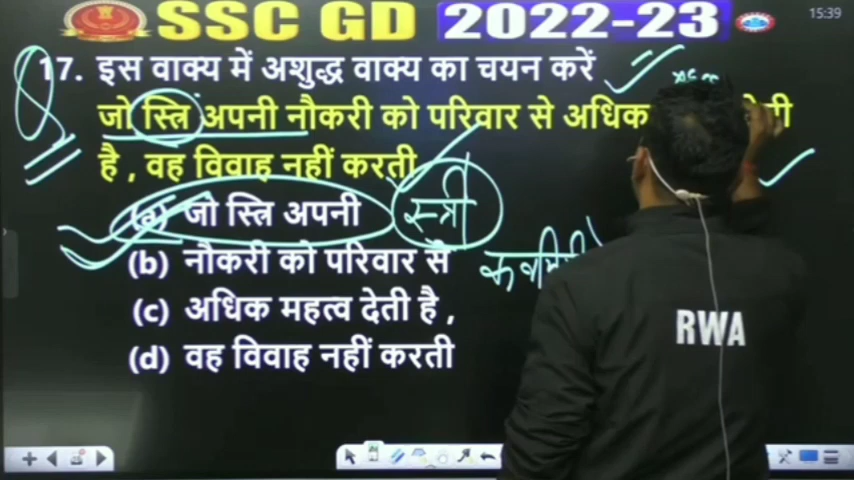 SSC GD 2022-23
15:39
17. इस वाक्य में अशुद्ध वाक्य का चयन करें
जो स्त्रि अपनी नौकरी को परिवार से अधिक
है , वह विवाह नहीं करती
(a) जो स्त्रि अपनी
स्त्री
(b) नौकरी को परिवार से
(c) अधिक महत्व देती है ,
(d) वह विवाह नहीं करती
RWA